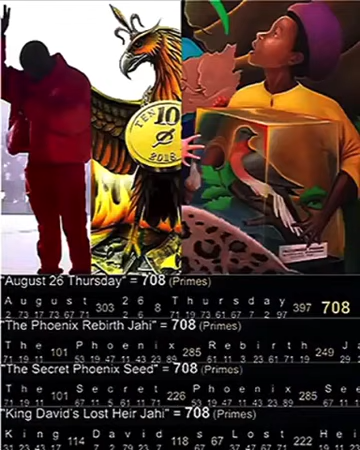 TEN
10
Ø
2018
"August 26 Thursday" = 708 (Primes)
A u g u s t 303 2 6 8 T h u r s d a y 397 708
2 73 17 73 67 71 6 11 71 19 73 61 67 7 2 97
"The Phoenix Rebirth Jahi" = 708 (Primes)
T h e 101 P h o e n i x 285 R e b i r t h 249 J a
71 19 11 53 19 47 11 43 23 89 61 11 3 23 61 71 19 29
"The Secret Phoenix Seed" = 708 (Primes)
T h e 101 S e c r e t 226 P h o e n i x 285 S e e
71 19 11 67 11 5 61 11 71 53 19 47 11 43 23 89 67 11 11
"King David's Lost Heir Jahi" = 708 (Primes)
K i n g 114 D a v i d 118 s 67 L o s t 222 H e i
31 23 43 17 7 2 79 23 7 67 37 47 67 71 19 11 23